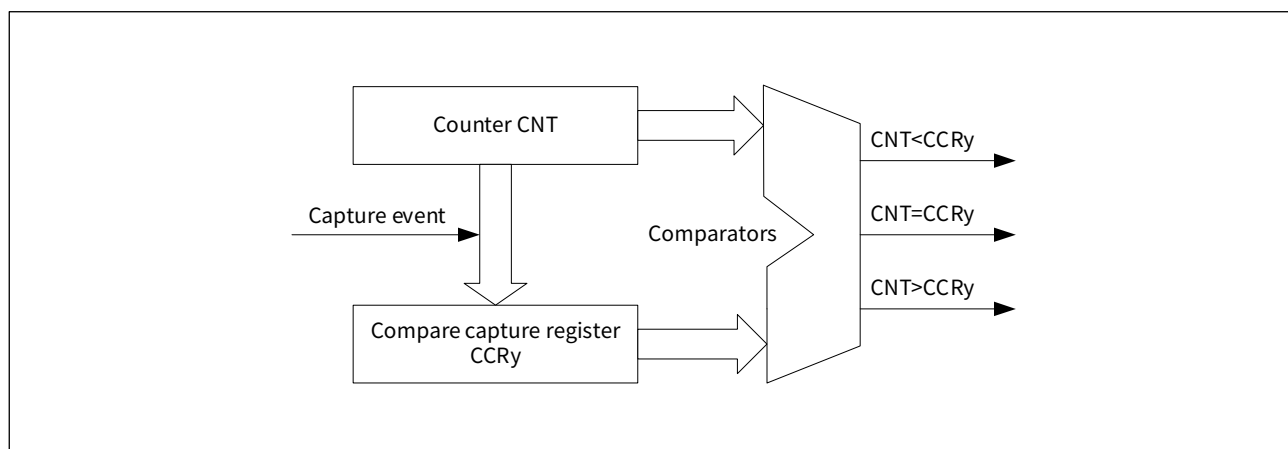 Counter CNT
CNT<CCRy
Capture event
Comparators
CNT=CCRy
CNT>CCRy
Compare capture register
CCRy